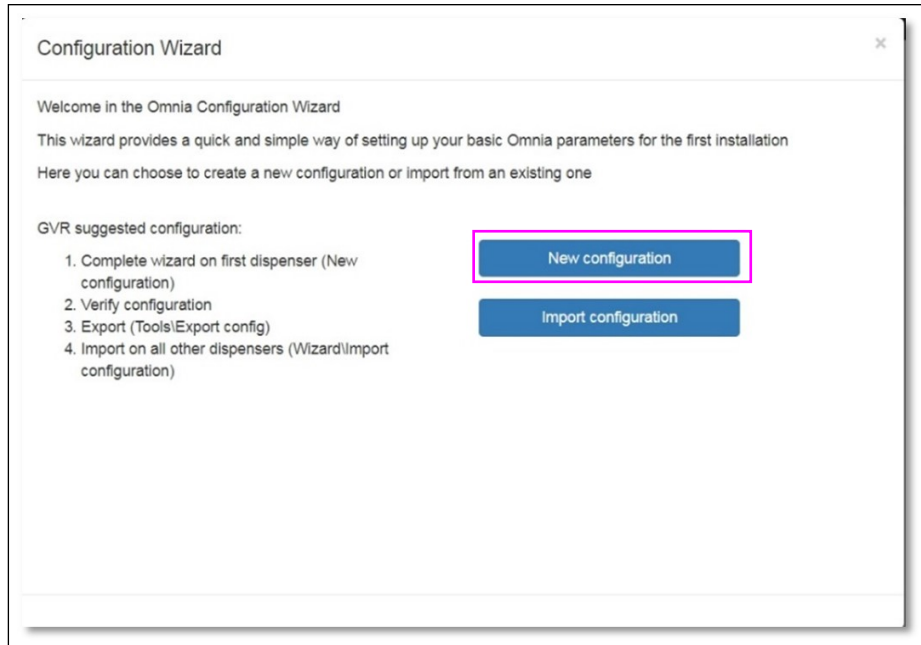 Configuration Wizard
×
Welcome in the Omnia Configuration Wizard
This wizard provides a quick and simple way of setting up your basic Omnia parameters for the first installation
Here you can choose to create a new configuration or import from an existing one
GVR suggested configuration:
1. Complete wizard on first dispenser (New
configuration)
2. Verify configuration
3. Export (Tools\Export config)
4. Import on all other dispensers (Wizard\Import
configuration)
New configuration
Import configuration